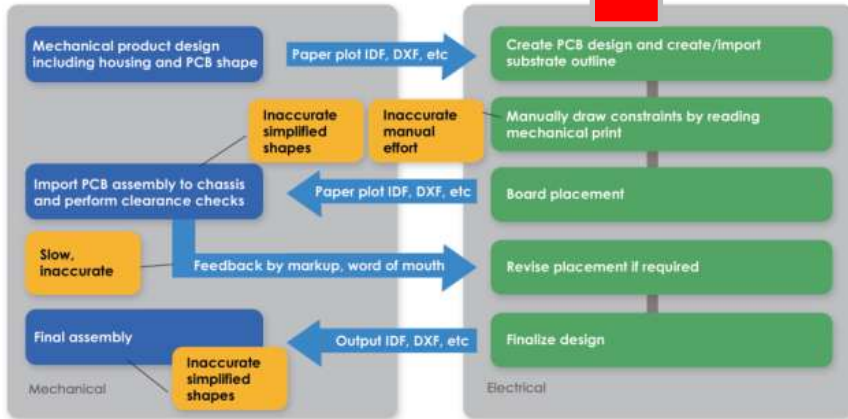 Mechanical product design
including housing and PCB shape
Paper plot IDF, DXF, etc
Create PCB design and create/import
substrate outline
Inaccurate
simplified
shapes
Inaccurate
manual
effort
Manually draw constraints by reading
mechanical print
Import PCB assembly to chassis
and perform clearance checks
Paper plot IDF, DXF, etc
Board placement
Slow,
inaccurate
Feedback by markup, word of mouth
Revise placement if required
Final assembly
Output IDF, DXF, etc
Finalize design
Inaccurate
simplified
shapes
Mechanical
Electrical